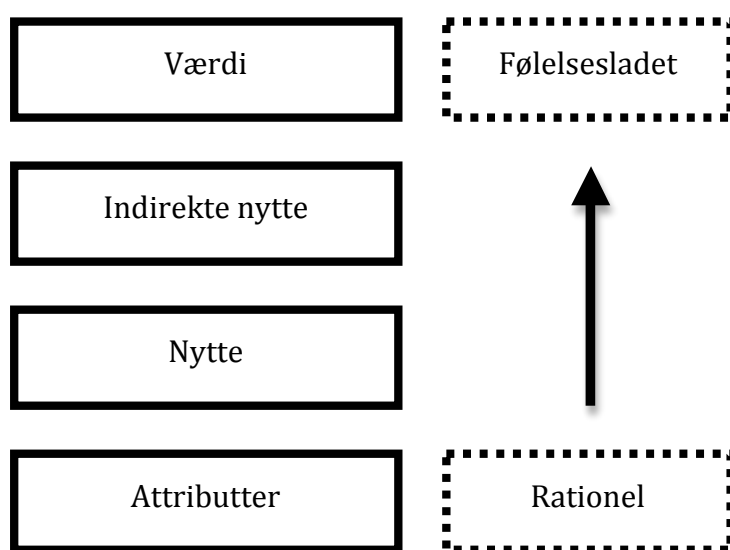 Værdi
Følelsesladet
Indirekte nytte
Nytte
Attributter
Rationel